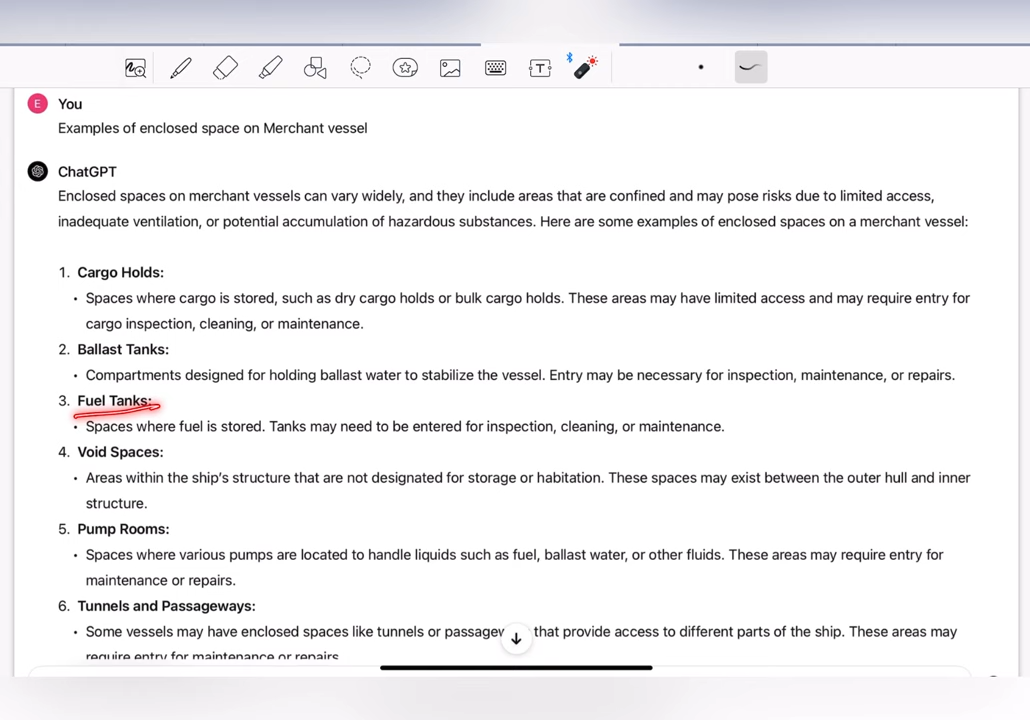 E You
Examples of enclosed space on Merchant vessel
ChatGPT
Enclosed spaces on merchant vessels can vary widely, and they include areas that are confined and may pose risks due to limited access,
inadequate ventilation, or potential accumulation of hazardous substances. Here are some examples of enclosed spaces on a merchant vessel:
1. Cargo Holds:
• Spaces where cargo is stored, such as dry cargo holds or bulk cargo holds. These areas may have limited access and may require entry for
cargo inspection, cleaning, or maintenance.
2. Ballast Tanks:
• Compartments designed for holding ballast water to stabilize the vessel. Entry may be necessary for inspection, maintenance, or repairs.
3. Fuel Tanks:
• Spaces where fuel is stored. Tanks may need to be entered for inspection, cleaning, or maintenance.
4. Void Spaces:
• Areas within the ship's structure that are not designated for storage or habitation. These spaces may exist between the outer hull and inner
structure.
5. Pump Rooms:
• Spaces where various pumps are located to handle liquids such as fuel, ballast water, or other fluids. These areas may require entry for
maintenance or repairs.
6. Tunnels and Passageways:
• Some vessels may have enclosed spaces like tunnels or passagew that provide access to different parts of the ship. These areas may
require entry for maintenance or repairs